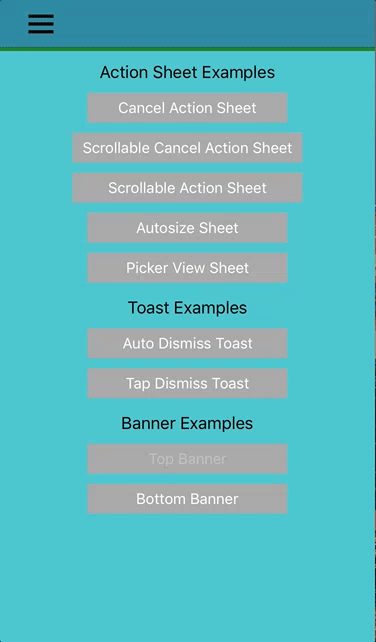 Action Sheet Examples
Cancel Action Sheet
Scrollable Cancel Action Sheet
Scrollable Action Sheet
Autosize Sheet
Picker View Sheet
Toast Examples
Auto Dismiss Toast
Tap Dismiss Toast
Banner Examples
Top Banner
Bottom Banner